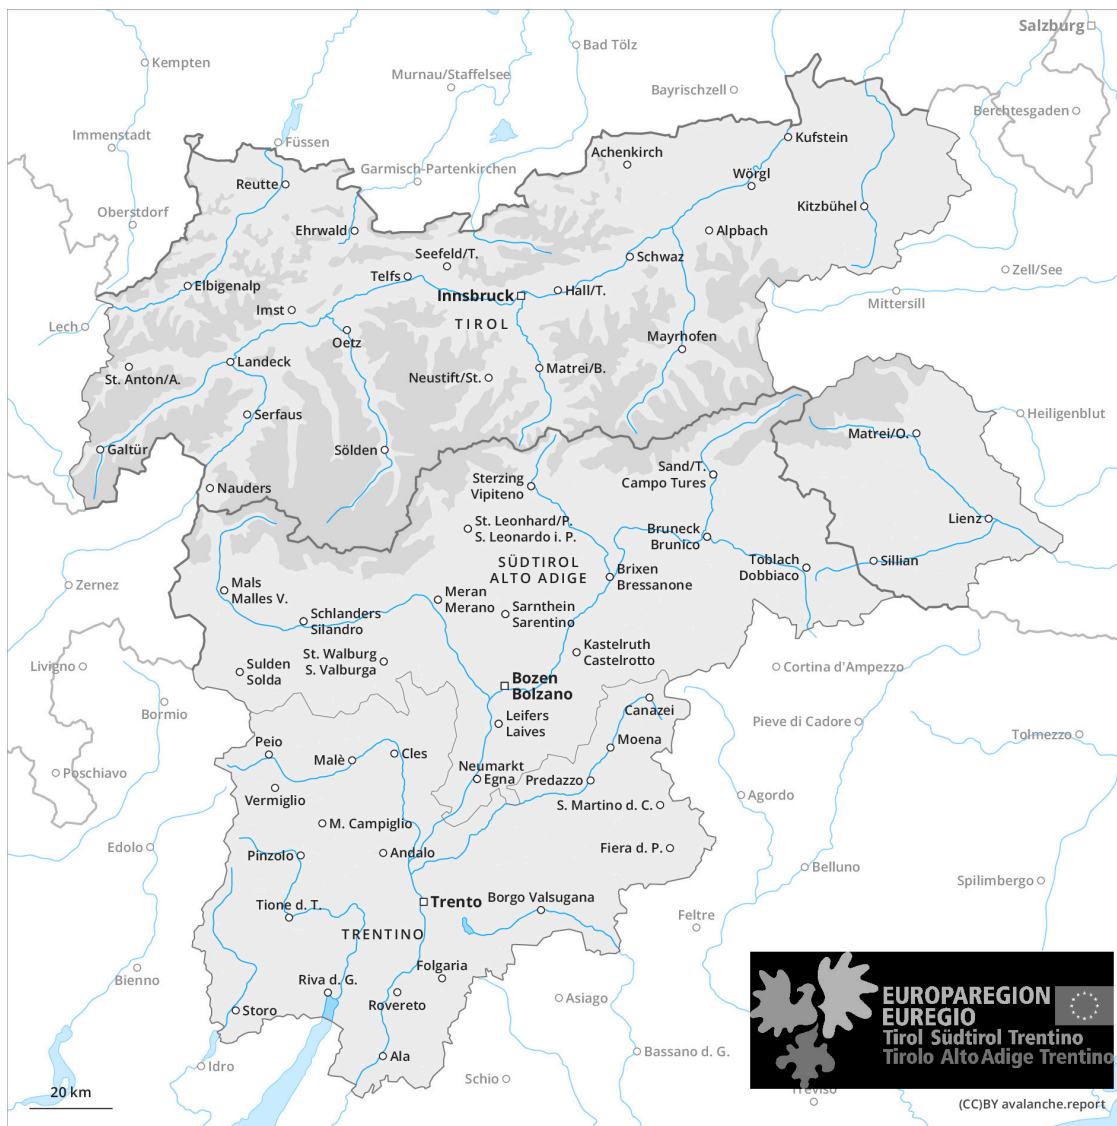 Salzburg
Bad Tölz
Kempten
Murnau/Staffelsee
Bayrischzell
Berchtesgaden
Immenstadt
Füssen
Kufstein
Achenkirch
Garmisch-Partenkirchen
Wörgl
Reutte
Oberstdorf
Kitzbühel
Ehrwald
Alpbach
Seefeld/T.
Schwaz
Telfs
Zell/See
Elbigenalp
Hall/T.
Innsbruck
Mittersill
Imst
TIROL
Lech
Oetz
Mayrhofen
Landeck
Matrei/B.
St. Anton/A.
Neustift/St.
Serfaus
Heiligenblut
Matrei/O.
Galtür
Sölden
Sand/T.
Campo Tures
Sterzing
Vipiteno
Nauders
Lienz
St. Leonhard/P.
S. Leonardo i. P.
Bruneck
Brunico
SÜDTIROL
ALTO ADIGE
Toblach
Dobbiaco
Sillian
Brixen
Bressanone
Zernez
Mals
Malles V.
Meran
Merano
Sarnthein
Sarentino
Schlanders
Silandro
Kastelruth
Castelrotto
St. Walburg
S. Valburga
Livigno
Sulden
Solda
Cortina d'Ampezzo
Bozen
Bolzano
Canazei
Bormio
Leifers
Laives
Pieve di Cadore
Tolmezzo
Peio
Moena
Malè
Cles
Neumarkt
Egna
Poschiavo
Predazzo
Vermiglio
S. Martino d. C.
Agordo
M. Campiglio
Edolo
Pinzolo
Andalo
Fiera d. P.
Belluno
Spilimbergo
Tione d. T.
Trento
Borgo Valsugana
Feltre
TRENTINO
Folgaria
Bienno
Riva d. G.
Rovereto
Asiago
EUROPAREGION
EUREGIO
Storo
Tirol Südtirol Trentino
Tirolo Alto Adige Trentino
Ala
Bassano d. G.
Idro
Schio
Treviso
20 km
(CC)BY avalanche.report